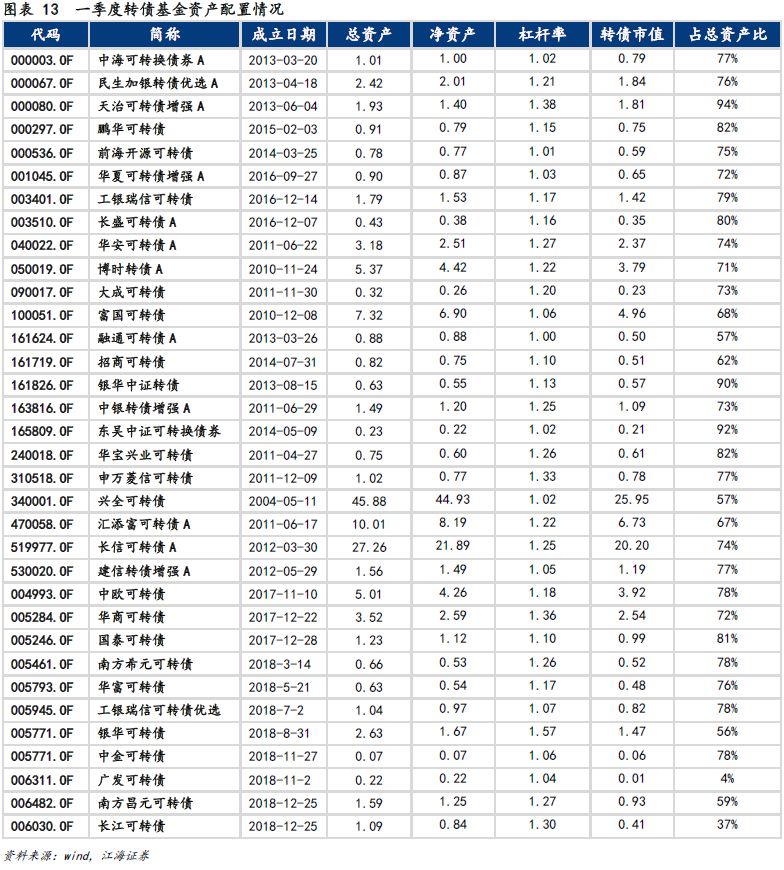 图表 13 一季度转债基金资产配置情况
代码 简称 成立日期 总资产 净资产 杠杆率 转债市值 占总资产比
000003.OF 中海可转换债券 A 2013-03-20 1.01 1.00 1.02 0.79 77%
000067.OF 民生加银转债优选 A 2013-04-18 2.42 2.01 1.21 1.84 76%
000080.OF 天治可转债增强 A 2013-06-04 1.93 1.40 1.38 1.81 94%
000297.OF 鹏华可转债 2015-02-03 0.91 0.79 1.15 0.75 82%
000536.OF 前海开源可转债 2014-03-25 0.78 0.77 1.01 0.59 75%
001045.OF 华夏可转债增强 A 2016-09-27 0.90 0.87 1.03 0.65 72%
003401.OF 工银瑞信可转债 2016-12-14 1.79 1.53 1.17 1.42 79%
003510.OF 长盛可转债 A 2016-12-07 0.43 0.38 1.16 0.35 80%
040022.OF 华安可转债 A 2011-06-22 3.18 2.51 1.27 2.37 74%
050019.OF 博时转债 A 2010-11-24 5.37 4.42 1.22 3.79 71%
090017.OF 大成可转债 2011-11-30 0.32 0.26 1.20 0.23 73%
100051.OF 富国可转债 2010-12-08 7.32 6.90 1.06 4.96 68%
161624.OF 融通可转债 A 2013-03-26 0.88 0.88 1.00 0.50 57%
161719.OF 招商可转债 2014-07-31 0.82 0.75 1.10 0.51 62%
161826.OF 银华中证转债 2013-08-15 0.63 0.55 1.13 0.57 90%
163816.OF 中银转债增强 A 2011-06-29 1.49 1.20 1.25 1.09 73%
165809.OF 东吴中证可转换债券 2014-05-09 0.23 0.22 1.02 0.21 92%
240018.OF 华宝兴业可转债 2011-04-27 0.75 0.60 1.26 0.61 82%
310518.OF 申万菱信可转债 2011-12-09 1.02 0.77 1.33 0.78 77%
340001.OF 兴全可转债 2004-05-11 45.88 44.93 1.02 25.95 57%
470058.OF 汇添富可转债 A 2011-06-17 10.01 8.19 1.22 6.73 67%
519977.OF 长信可转债 A 2012-03-30 27.26 21.89 1.25 20.20 74%
530020.OF 建信转债增强 A 2012-05-29 1.56 1.49 1.05 1.19 77%
004993.OF 中欧可转债 2017-11-10 5.01 4.26 1.18 3.92 78%
005284.OF 华商可转债 2017-12-22 3.52 2.59 1.36 2.54 72%
005246.OF 国泰可转债 2017-12-28 1.23 1.12 1.10 0.99 81%
005461.OF 南方希元可转债 2018-3-14 0.66 0.53 1.26 0.52 78%
005793.OF 华富可转债 2018-5-21 0.63 0.54 1.17 0.48 76%
005945.OF 工银瑞信可转债优选 2018-7-2 1.04 0.97 1.07 0.82 78%
005771.OF 银华可转债 2018-8-31 2.63 1.67 1.57 1.47 56%
005771.OF 中金可转债 2018-11-27 0.07 0.07 1.06 0.06 78%
006311.OF 广发可转债 2018-11-2 0.22 0.22 1.04 0.01 4%
006482.OF 南方昌元可转债 2018-12-25 1.59 1.25 1.27 0.93 59%
006030.OF 长江可转债 2018-12-25 1.09 0.84 1.30 0.41 37%
资料来源：wind, 江海证券